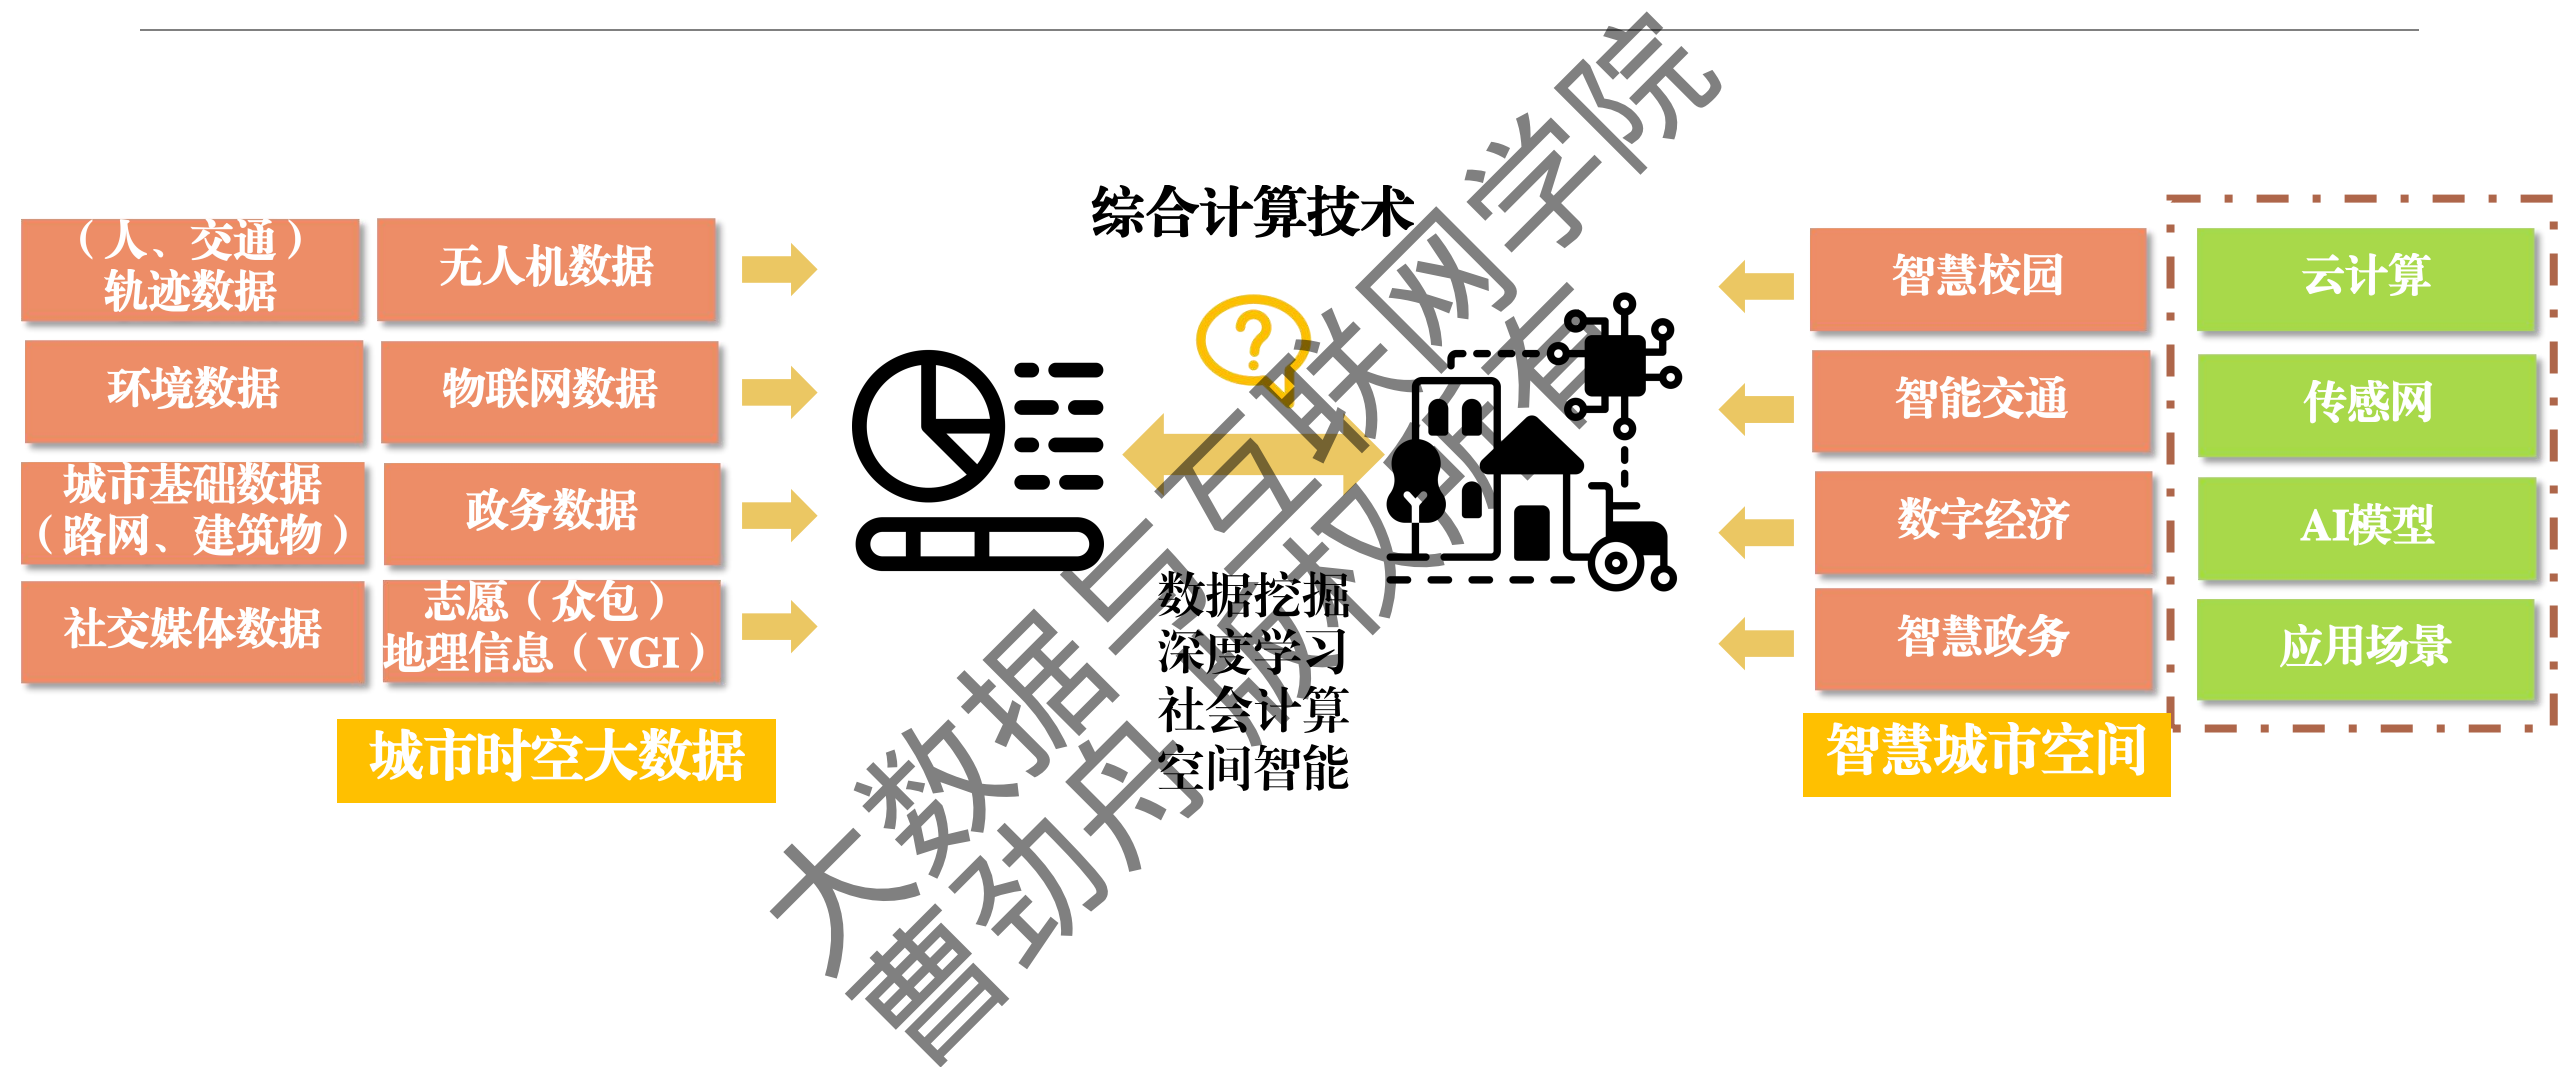 综合计算技术
（人、交通）
轨迹数据
无人机数据
环境数据
物联网数据
城市基础数据
（路网、建筑物）
政务数据
社交媒体数据
志愿（众包）
地理信息（VGI）
城市时空大数据
数据挖掘
深度学习
社会计算
空间智能
智慧校园
智能交通
数字经济
智慧政务
智慧城市空间
云计算
传感网
AI模型
应用场景
大数据与互联网学院
曹劲舟 版权所有